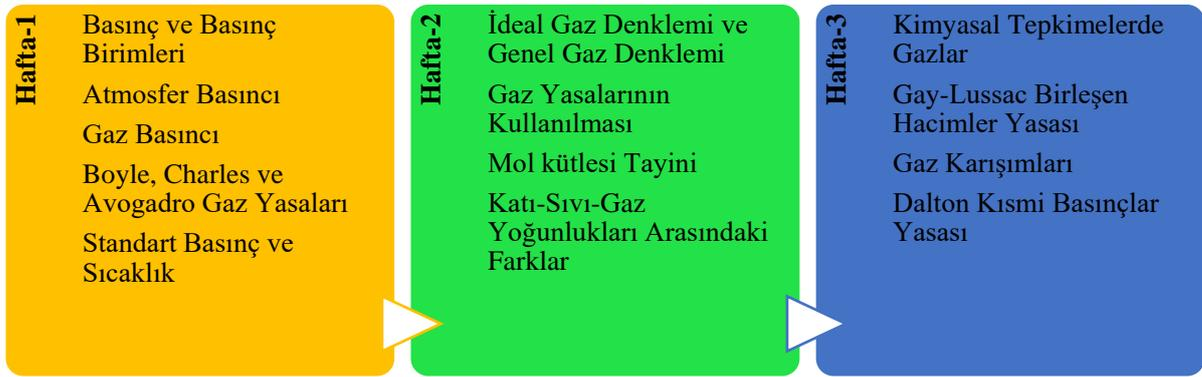 Hafta-1
Basınç ve Basınç
Birimleri
Atmosfer Basıncı
Gaz Basıncı
Boyle, Charles ve
Avogadro Gaz Yasaları
Standart Basınç ve
Sıcaklık
Hafta-2
İdeal Gaz Denklemi ve
Genel Gaz Denklemi
Gaz Yasalarının
Kullanılması
Mol kütlesi Tayini
Katı-Sıvı-Gaz
Yoğunlukları Arasındaki
Farklar
Hafta-3
Kimyasal Tepkimelerde
Gazlar
Gay-Lussac Birleşen
Hacimler Yasası
Gaz Karışımları
Dalton Kısmi Basınçlar
Yasası